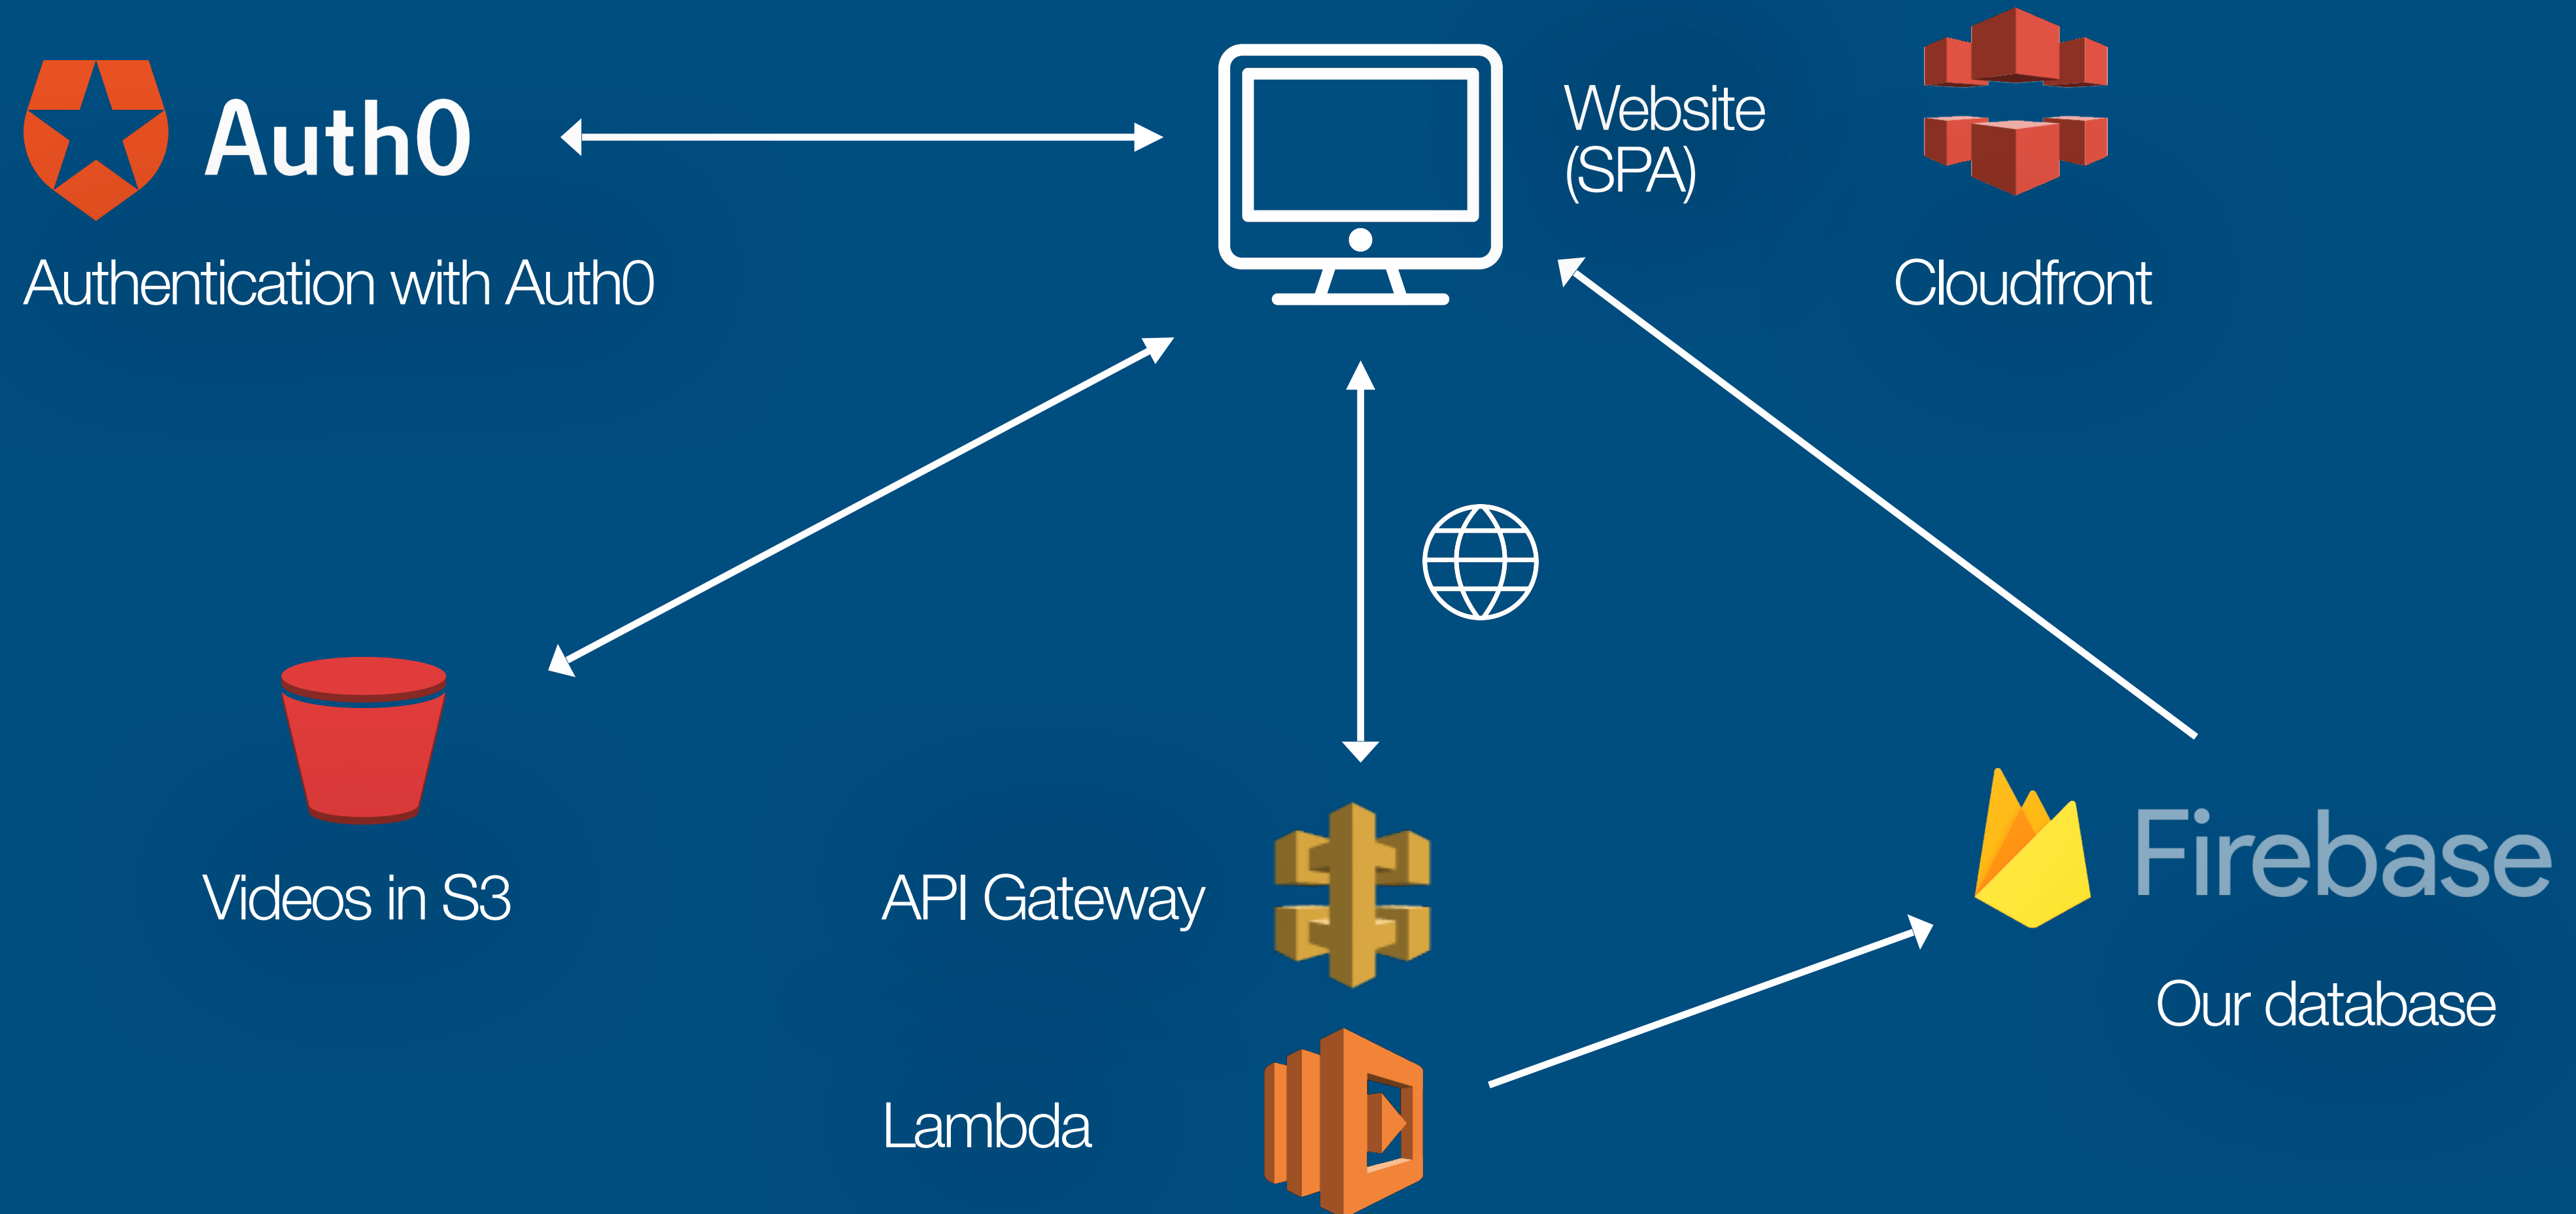 Auth0
Authentication with Auth0
Website
(SPA)
Cloudfront
Videos in S3
API Gateway
Lambda
Firebase
Our database